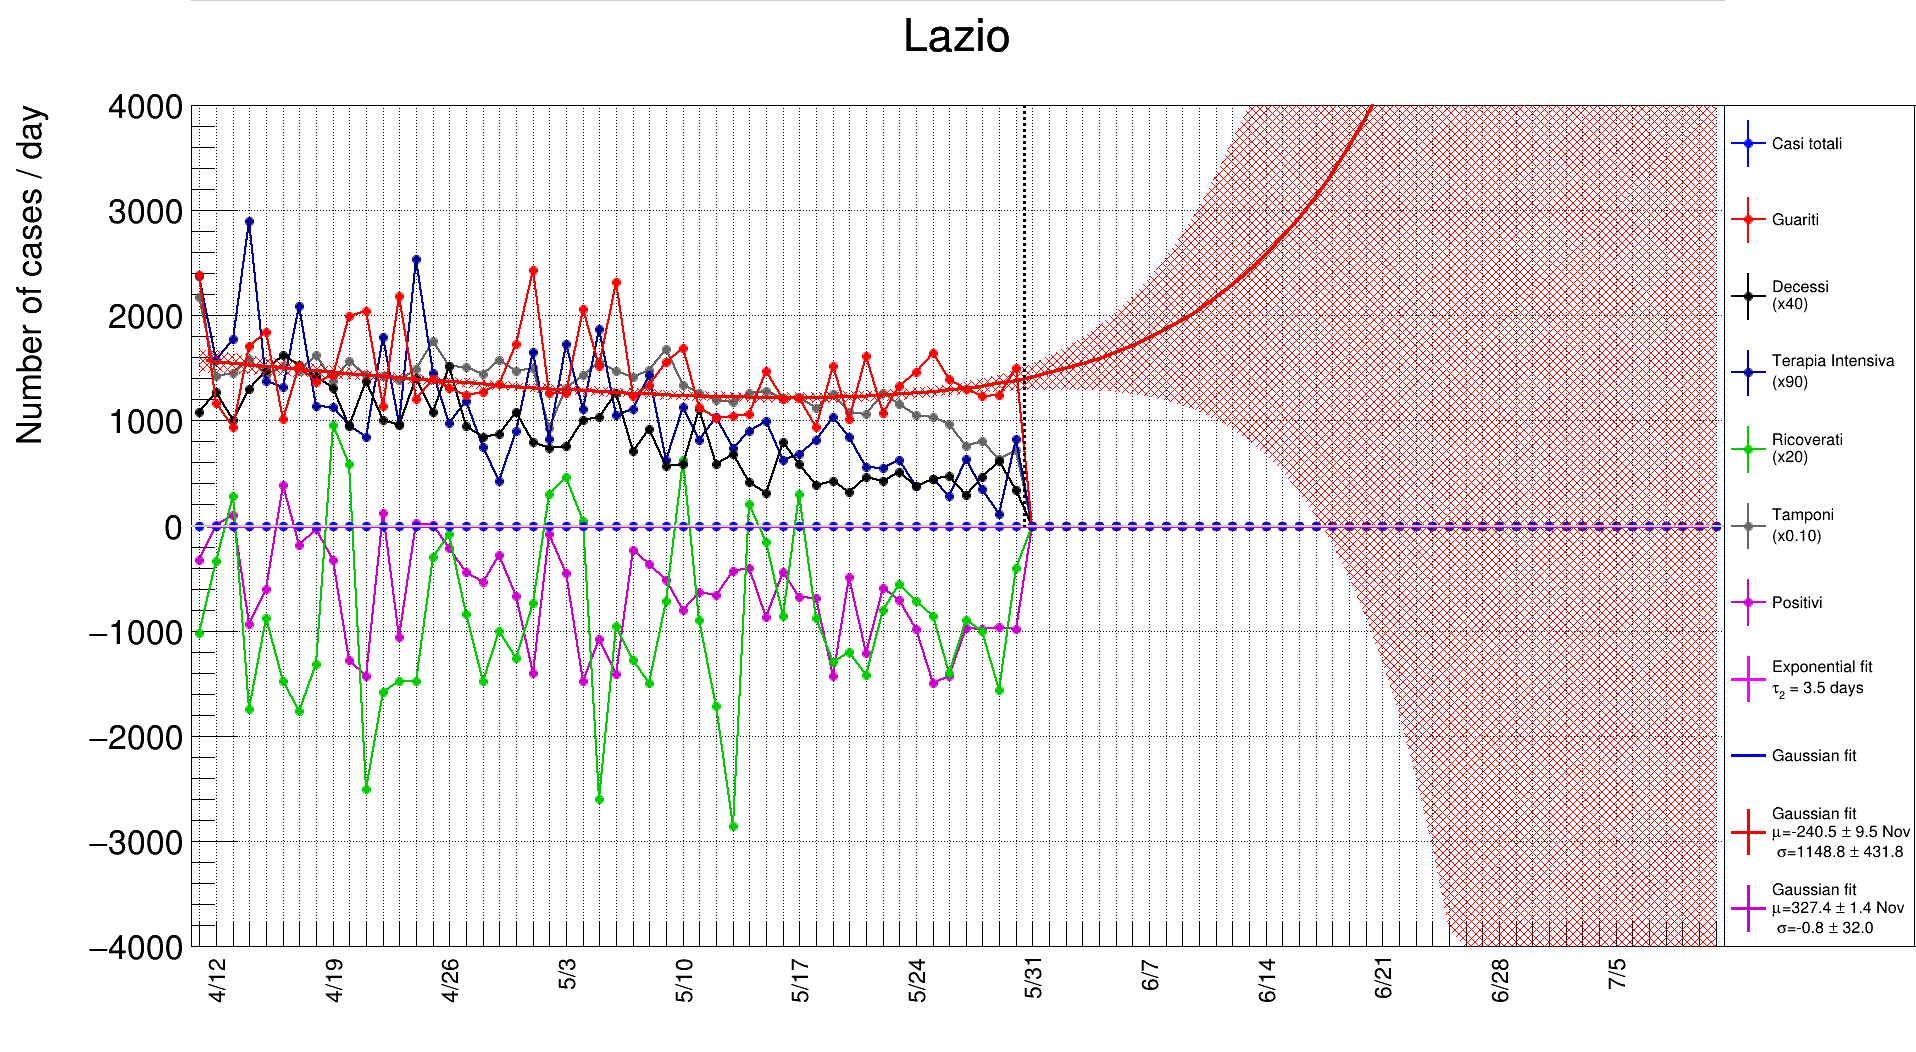 Lazio
Number of cases / day
4000
3000
2000
1000
0
−1000
−2000
−3000
−4000
4/12
4/19
4/26
5/3
5/10
5/17
5/24
5/31
6/7
6/14
6/21
6/28
7/5
Casi totali
Guariti
Decessi
(x40)
Terapia Intensiva
(x90)
Ricoverati
(x20)
Tamponi
(x0.10)
Positivi
Exponential fit
τ2 = 3.5 days
Gaussian fit
Gaussian fit
μ=-240.5 ± 9.5 Nov
σ=1148.8 ± 431.8
Gaussian fit
μ=327.4 ± 1.4 Nov
σ=-0.8 ± 32.0